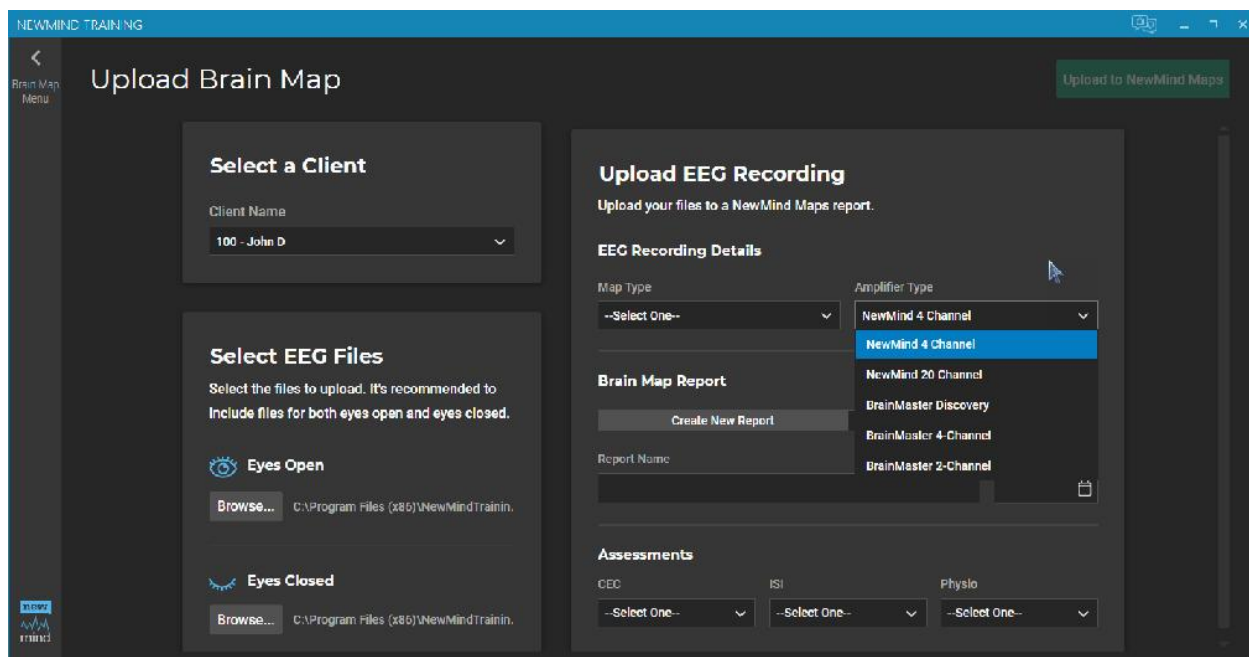 NEWMIND TRAINING
Brain Map
Menu
Upload Brain Map
Upload to NewMind Maps
Select a Client
Client Name
100 - John D
Select EEG Files
Select the files to upload. It's recommended to
include files for both eyes open and eyes closed.
Eyes Open
Browse... C:\Program Files (x86)\NewMindTrainin.
Eyes Closed
Browse... C:\Program Files (x86)\NewMindTrainin.
Upload EEG Recording
Upload your files to a NewMind Maps report.
EEG Recording Details
Map Type Amplifier Type
--Select One-- NewMind 4 Channel
NewMind 4 Channel
NewMind 20 Channel
BrainMaster Discovery
BrainMaster 4-Channel
BrainMaster 2-Channel
Brain Map Report
Create New Report
Report Name
Assessments
CEC ISI Physio
--Select One-- --Select One-- --Select One--
new
mind